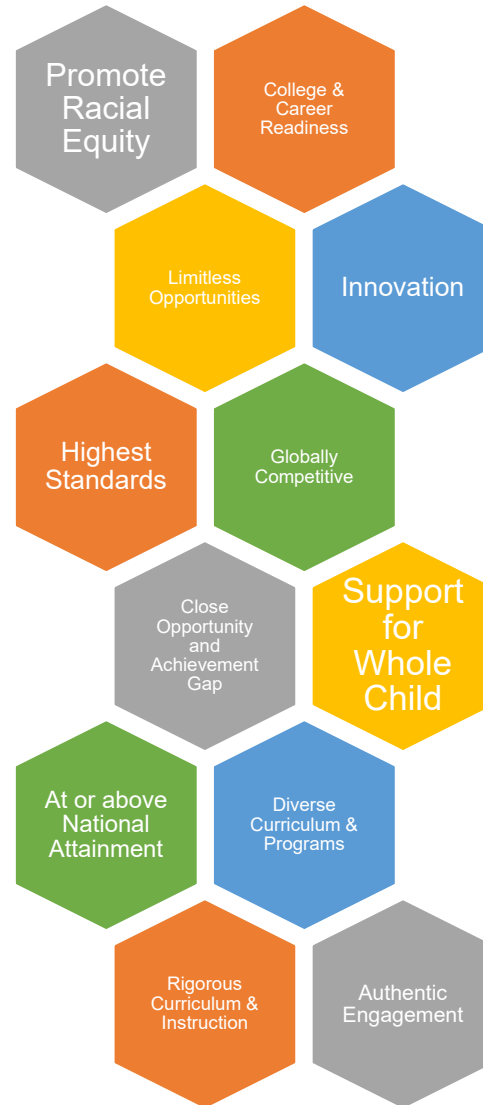 Promote
Racial
Equity
College &
Career
Readiness
Limitless
Opportunities
Innovation
Highest
Standards
Globally
Competitive
Close
Opportunity
and
Achievement
Gap
Support
for
Whole
Child
At or above
National
Attainment
Diverse
Curriculum &
Programs
Rigorous
Curriculum &
Instruction
Authentic
Engagement